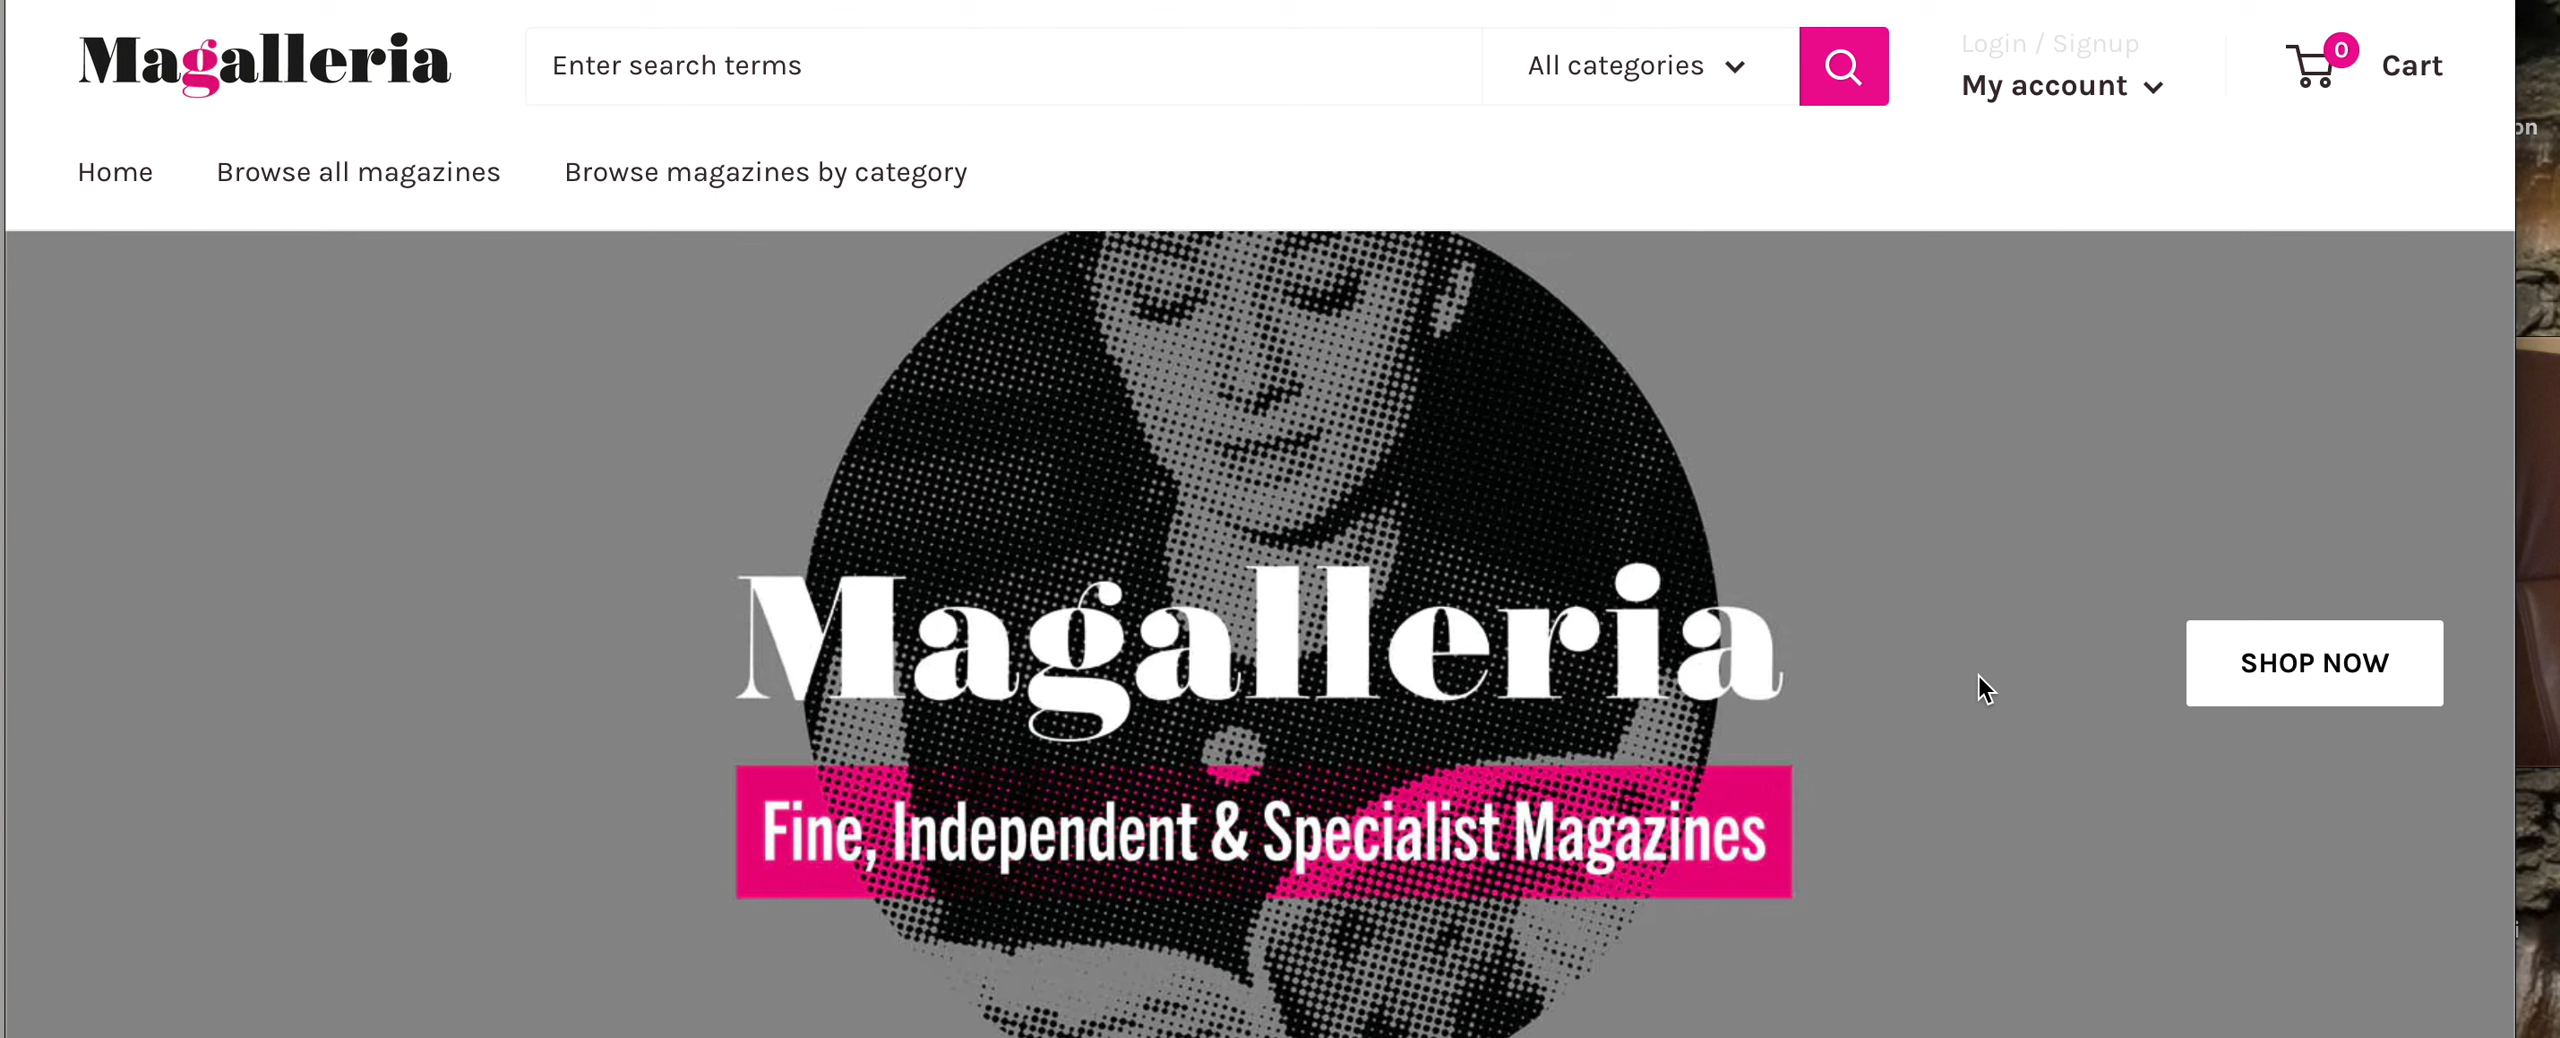 Magalleria
Enter search terms
All categories
Login / Signup
My account
0
Cart
Home
Browse all magazines
Browse magazines by category
Magalleria
SHOP NOW
Fine, Independent & Specialist Magazines